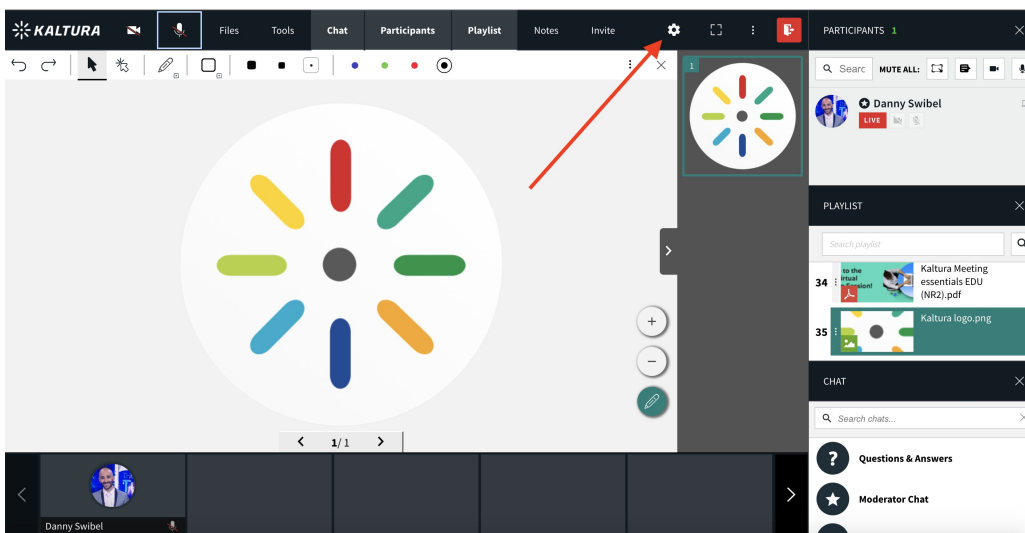 KALTURA Files Tools Chat Participants Playlist Notes Invite
1
1/1
Danny Swibel
PARTICIPANTS 1
Searc MUTE ALL:
Danny Swibel
LIVE
PLAYLIST
Search playlist
34
to the
irtual
Session!
Kaltura Meeting
essentials EDU
(NR2).pdf
35
Kaltura logo.png
CHAT
Search chats...
? Questions & Answers
Moderator Chat